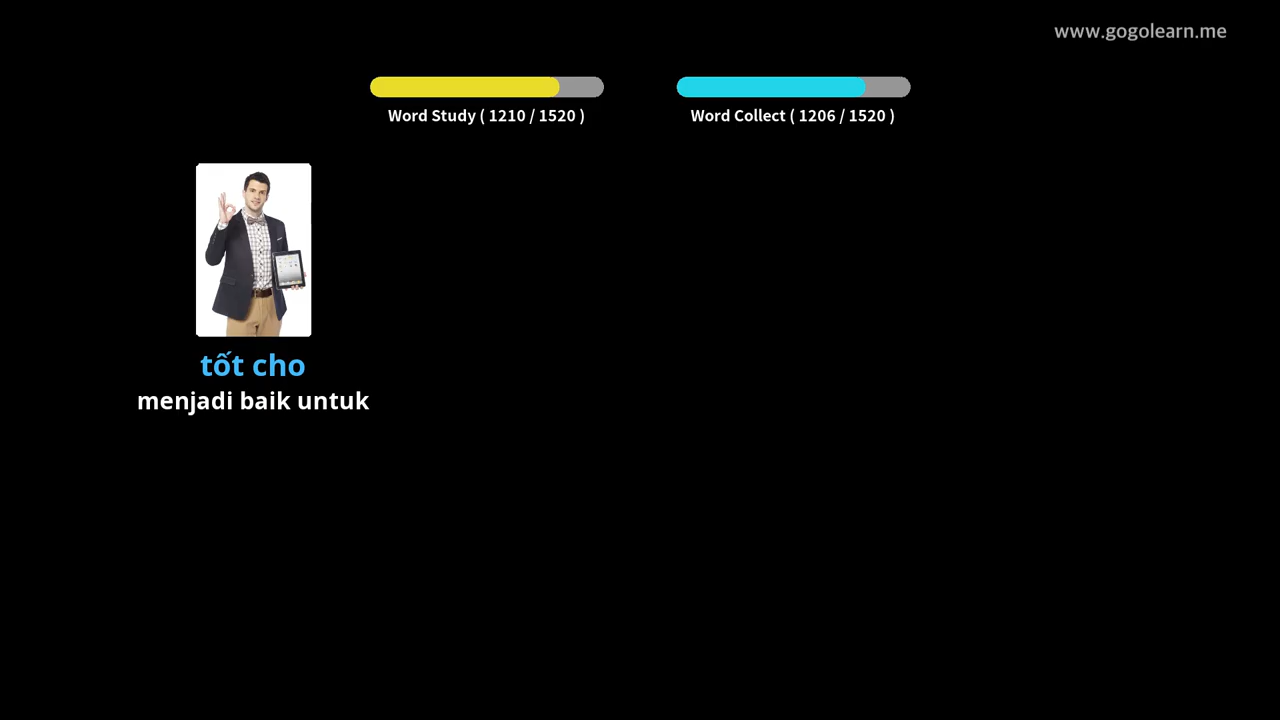 www.gogolearn.me
Word Study ( 1210 / 1520 )
Word Collect ( 1206 / 1520 )
tốt cho
menjadi baik untuk